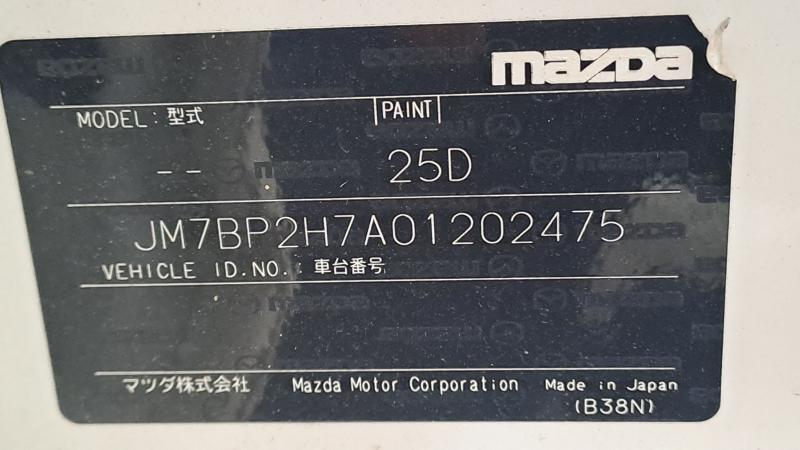 mazda
MODEL: 型式 PAINT
-- 25D
JM7BP2H7A01202475
VEHICLE ID.NO.: 車台番号
マツダ株式会社 Mazda Motor Corporation Made in Japan
(B38N)